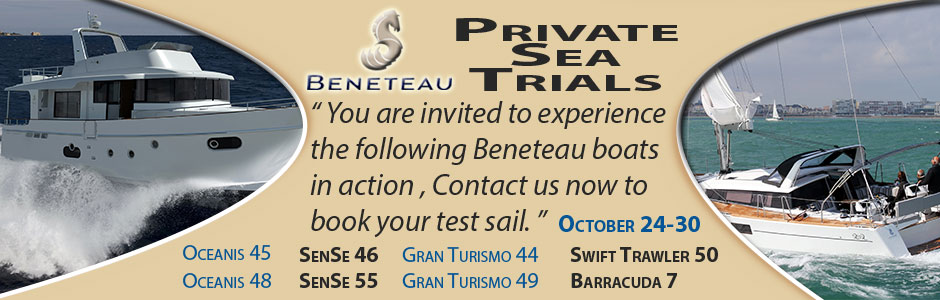 BENETEAU
PRIVATE
SEA
TRIALS
“ You are invited to experience
the following Beneteau boats
in action , Contact us now to
book your test sail. ” OCTOBER 24-30
OCEANIS 45 SENSE 46 GRAN TURISMO 44 SWIFT TRAWLER 50
OCEANIS 48 SENSE 55 GRAN TURISMO 49 BARRACUDA 7